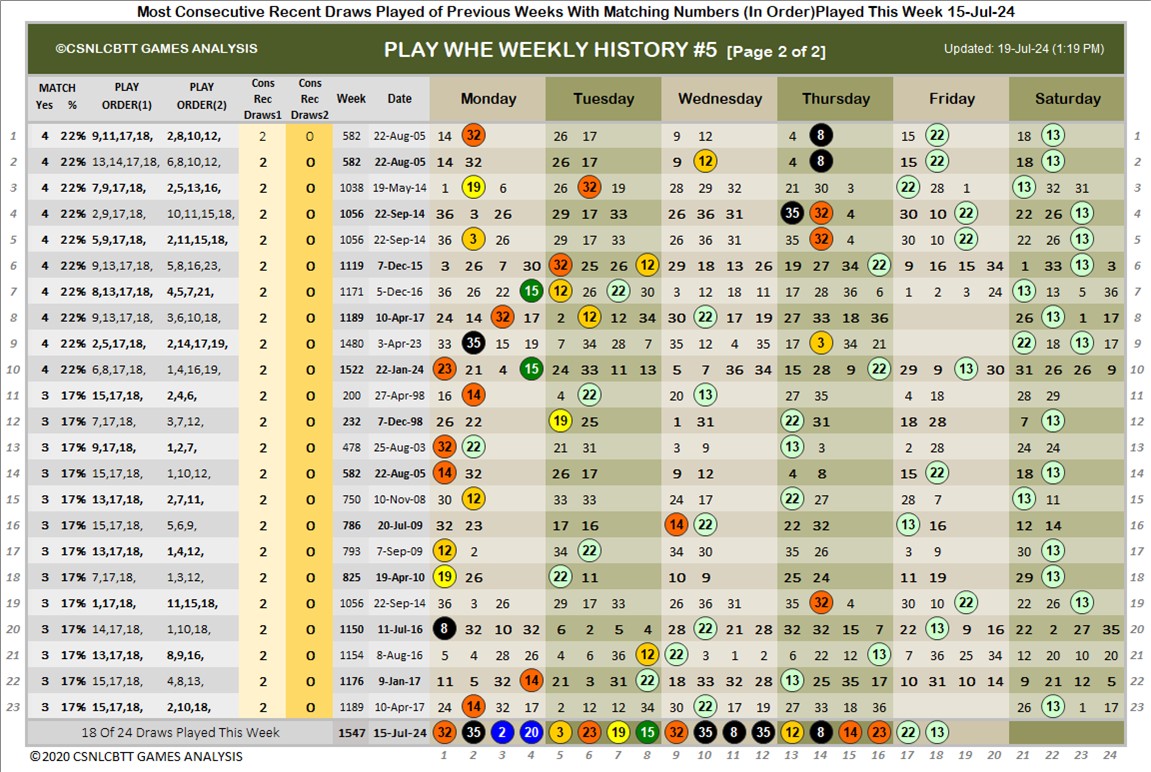 Most Consecutive Recent Draws Played of Previous Weeks With Matching Numbers (In Order)Played This Week 15-Jul-24
©CSNLCBTT GAMES ANALYSIS PLAY WHE WEEKLY HISTORY #5 [Page 2 of 2] Updated: 19-Jul-24 (1:19 PM)
MATCH Yes % PLAY ORDER(1) PLAY ORDER(2) Cons Rec Draws1 Cons Rec Draws2 Week Date Monday Tuesday Wednesday Thursday Friday Saturday
1 4 22% 9,11,17,18, 2,8,10,12, 2 0 582 22-Aug-05 14 32 26 17 9 12 4 8 15 22 18 13 1
2 4 22% 13,14,17,18, 6,8,10,12, 2 0 582 22-Aug-05 14 32 26 17 9 12 4 8 15 22 18 13 2
3 4 22% 7,9,17,18, 2,5,13,16, 2 0 1038 19-May-14 1 19 6 26 32 19 28 29 32 21 30 3 22 28 1 13 32 31 3
4 4 22% 2,9,17,18, 10,11,15,18, 2 0 1056 22-Sep-14 36 3 26 29 17 33 26 36 31 35 32 4 30 10 22 22 26 13 4
5 4 22% 5,9,17,18, 2,11,15,18, 2 0 1056 22-Sep-14 36 3 26 29 17 33 26 36 31 35 32 4 30 10 22 22 26 13 5
6 4 22% 9,13,17,18, 5,8,16,23, 2 0 1119 7-Dec-15 3 26 7 30 32 25 26 12 29 18 13 26 19 27 34 22 9 16 15 34 1 33 13 3 6
7 4 22% 8,13,17,18, 4,5,7,21, 2 0 1171 5-Dec-16 36 26 22 15 12 26 22 30 3 12 18 11 17 28 36 6 1 2 24 13 13 5 36 7
8 4 22% 9,13,17,18, 3,6,10,18, 2 0 1189 10-Apr-17 24 14 32 17 2 12 12 34 30 22 17 19 27 33 18 36 26 13 1 17 8
9 4 22% 2,5,17,18, 2,14,17,19, 2 0 1480 3-Apr-23 33 35 15 19 7 34 28 7 35 12 4 35 17 3 34 21 22 18 23 17 9
10 4 22% 6,8,17,18, 1,4,16,19, 2 0 1522 22-Jan-24 23 21 4 15 24 33 11 13 5 7 36 34 15 28 9 22 29 9 13 30 31 26 26 9 10
11 3 17% 15,17,18, 2,4,6, 2 0 200 27-Apr-98 16 14 4 22 20 13 27 35 4 18 28 29 11
12 3 17% 7,17,18, 3,7,12, 2 0 232 7-Dec-98 26 22 19 25 1 31 22 31 18 28 7 13 12
13 3 17% 9,17,18, 1,2,7, 2 0 478 25-Aug-03 32 22 21 31 3 9 13 3 2 28 24 24 13
14 3 17% 15,17,18, 1,10,12, 2 0 582 22-Aug-05 14 32 26 17 9 12 4 8 15 22 18 13 14
15 3 17% 13,17,18, 2,7,11, 2 0 750 10-Nov-08 30 12 33 33 24 17 22 27 28 7 13 11 15
16 3 17% 15,17,18, 5,6,9, 2 0 786 20-Jul-09 32 23 17 16 14 22 22 32 13 16 12 14 16
17 3 17% 13,17,18, 1,4,12, 2 0 793 7-Sep-09 12 2 34 22 34 30 35 26 3 9 30 13 17
18 3 17% 7,17,18, 1,3,12, 2 0 825 19-Apr-10 19 26 22 11 10 9 25 24 11 19 29 13 18
19 3 17% 1,17,18, 11,15,18, 2 0 1056 22-Sep-14 36 3 26 29 17 33 26 36 31 35 32 4 30 10 22 22 26 13 19
20 3 17% 14,17,18, 1,10,18, 2 0 1150 11-Jul-16 8 32 10 32 6 2 5 4 28 22 21 28 32 32 15 7 22 13 9 16 22 2 27 35 20
21 3 17% 13,17,18, 8,9,16, 2 0 1154 8-Aug-16 5 4 28 26 4 6 36 12 22 3 1 2 6 22 12 13 7 36 25 34 12 20 10 20 21
22 3 17% 15,17,18, 4,8,13, 2 0 1176 9-Jan-17 11 5 32 14 21 3 31 22 18 33 32 28 13 25 35 17 10 31 10 14 9 21 12 5 22
23 3 17% 15,17,18, 2,10,18, 2 0 1189 10-Apr-17 24 14 32 17 2 12 12 34 30 22 17 19 27 33 18 36 26 13 1 17 23
18 Of 24 Draws Played This Week 1547 15-Jul-24 32 35 2 20 3 23 19 15 32 35 8 35 12 8 14 23 22 13
©2020 CSNLCBTT GAMES ANALYSIS 1 2 3 4 5 6 7 8 9 10 11 12 13 14 15 16 17 18 19 20 21 22 23 24